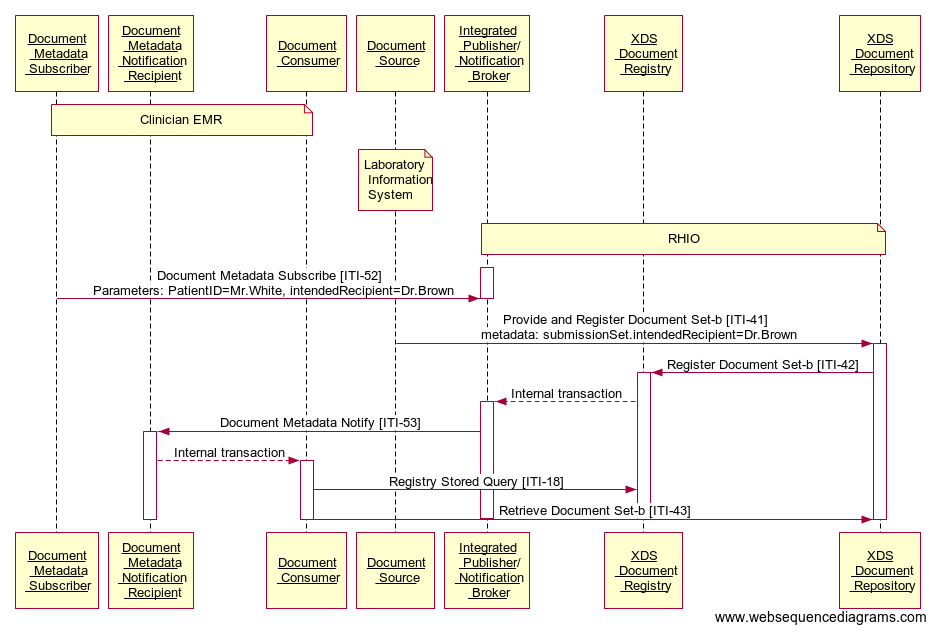 Document
Metadata
Subscriber
Document
Metadata
Notification
Recipient
Document
Consumer
Document
Source
Integrated
Publisher/
Notification
Broker
XDS
Document
Registry
XDS
Document
Repository
Clinician EMR
Laboratory
Information
System
RHIO
Document Metadata Subscribe [ITI-52]
Parameters: PatientID=Mr.White, intendedRecipient=Dr.Brown
Provide and Register Document Set-b [ITI-41]
metadata: submissionSet.intendedRecipient=Dr.Brown
Register Document Set-b [ITI-42]
Internal transaction
Document Metadata Notify [ITI-53]
Internal transaction
Registry Stored Query [ITI-18]
Retrieve Document Set-b [ITI-43]
Document
Metadata
Subscriber
Document
Metadata
Notification
Recipient
Document
Consumer
Document
Source
Integrated
Publisher/
Notification
Broker
XDS
Document
Registry
XDS
Document
Repository
www.websequencediagrams.com